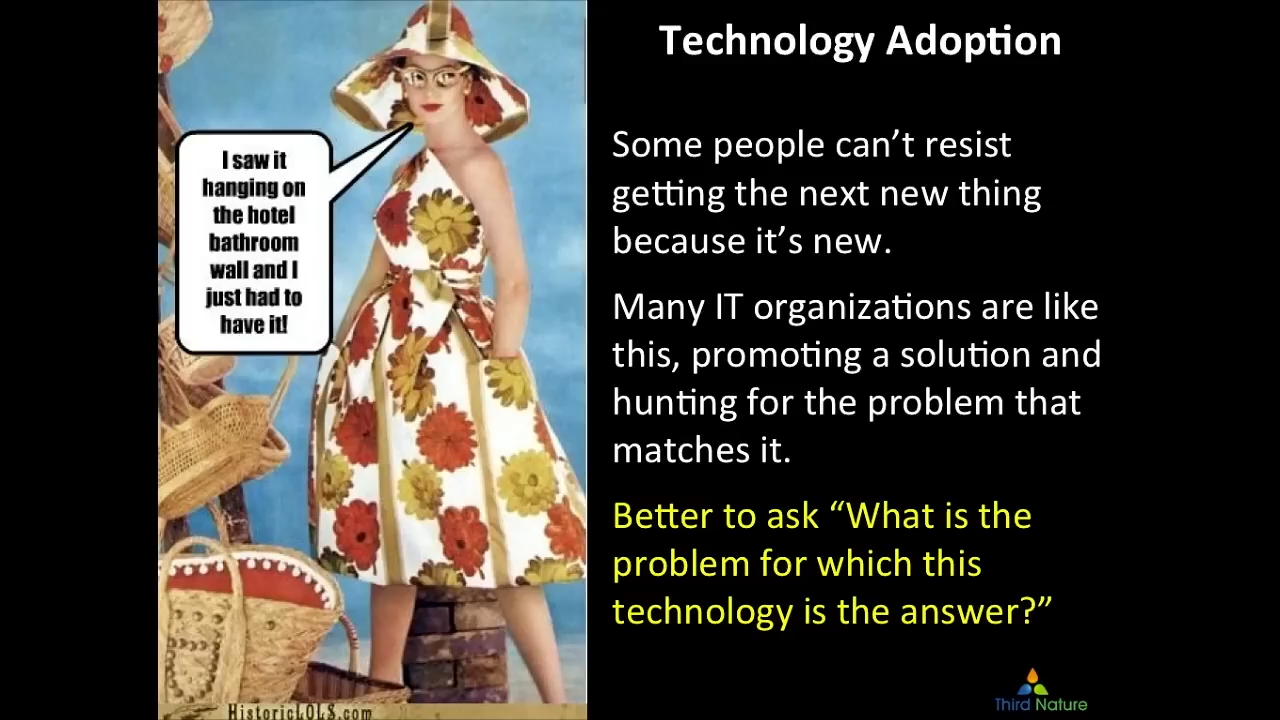 Technology Adoption
I saw it
hanging on
the hotel
bathroom
wall and I
just had to
have it!
Some people can’t resist
getting the next new thing
because it’s new.
Many IT organizations are like
this, promoting a solution and
hunting for the problem that
matches it.
Better to ask “What is the
problem for which this
technology is the answer?”
HistoricLOLS.com
Third Nature